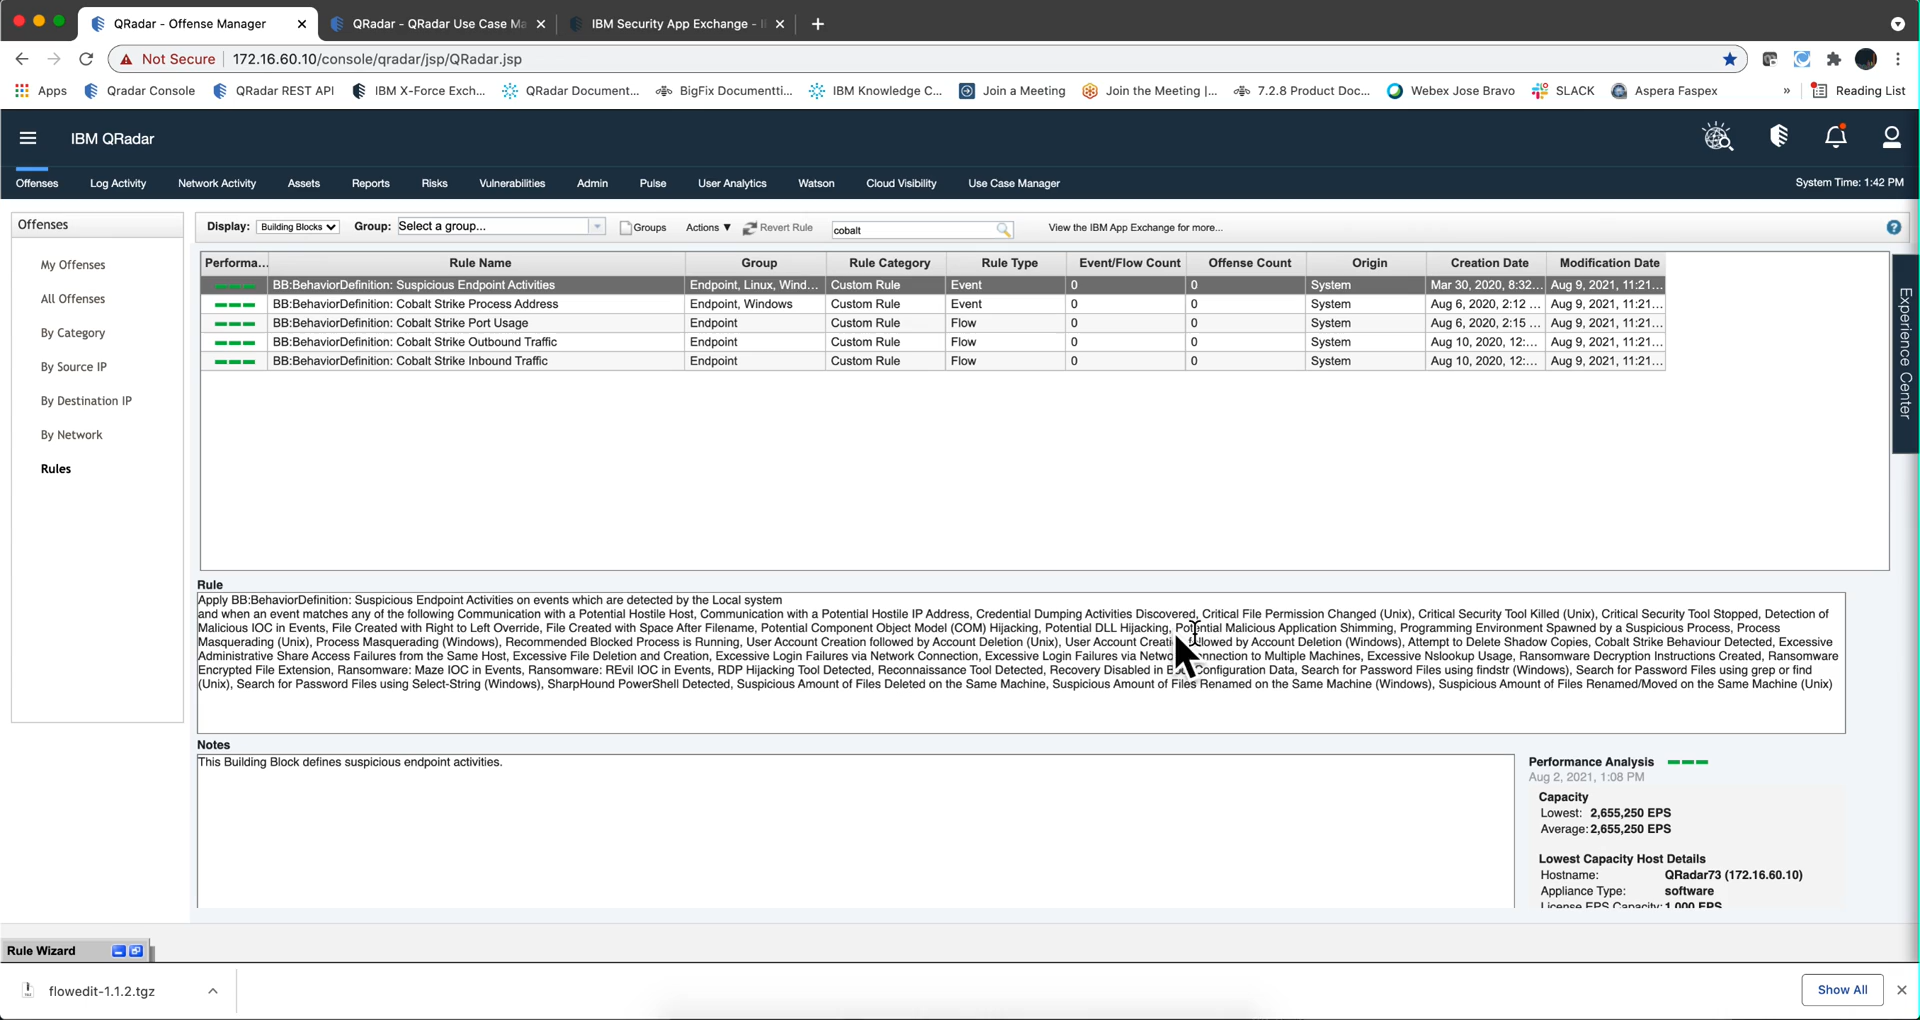 QRadar - Offense Manager
QRadar - QRadar Use Case Ma
IBM Security App Exchange -
Not Secure 172.16.60.10/console/qradar/jsp/QRadar.jsp
Apps Qradar Console QRadar REST API IBM X-Force Exch... QRadar Document... BigFix Documentti... IBM Knowledge C... Join a Meeting Join the Meeting |... 7.2.8 Product Doc... Webex Jose Bravo SLACK Aspera Faspex » Reading List
IBM QRadar
Offenses Log Activity Network Activity Assets Reports Risks Vulnerabilities Admin Pulse User Analytics Watson Cloud Visibility Use Case Manager System Time: 1:42 PM
Offenses
My Offenses
All Offenses
By Category
By Source IP
By Destination IP
By Network
Rules
Display: Building Blocks Group: Select a group... Groups Actions ▼ Revert Rule cobalt View the IBM App Exchange for more...
Performa... Rule Name Group Rule Category Rule Type Event/Flow Count Offense Count Origin Creation Date Modification Date
BB:BehaviorDefinition: Suspicious Endpoint Activities Endpoint, Linux, Wind... Custom Rule Event 0 0 System Mar 30, 2020, 8:32... Aug 9, 2021, 11:21...
BB:BehaviorDefinition: Cobalt Strike Process Address Endpoint, Windows Custom Rule Event 0 0 System Aug 6, 2020, 2:12 ... Aug 9, 2021, 11:21...
BB:BehaviorDefinition: Cobalt Strike Port Usage Endpoint Custom Rule Flow 0 0 System Aug 6, 2020, 2:15 ... Aug 9, 2021, 11:21...
BB:BehaviorDefinition: Cobalt Strike Outbound Traffic Endpoint Custom Rule Flow 0 0 System Aug 10, 2020, 12:... Aug 9, 2021, 11:21...
BB:BehaviorDefinition: Cobalt Strike Inbound Traffic Endpoint Custom Rule Flow 0 0 System Aug 10, 2020, 12:... Aug 9, 2021, 11:21...
Experience Center
Rule
Apply BB:BehaviorDefinition: Suspicious Endpoint Activities on events which are detected by the Local system
and when an event matches any of the following Communication with a Potential Hostile Host, Communication with a Potential Hostile IP Address, Credential Dumping Activities Discovered, Critical File Permission Changed (Unix), Critical Security Tool Killed (Unix), Critical Security Tool Stopped, Detection of
Malicious IOC in Events, File Created with Right to Left Override, File Created with Space After Filename, Potential Component Object Model (COM) Hijacking, Potential DLL Hijacking, Potential Malicious Application Shimming, Programming Environment Spawned by a Suspicious Process, Process
Masquerading (Unix), Process Masquerading (Windows), Recommended Blocked Process is Running, User Account Creation followed by Account Deletion (Unix), User Account Creati lowed by Account Deletion (Windows), Attempt to Delete Shadow Copies, Cobalt Strike Behaviour Detected, Excessive
Administrative Share Access Failures from the Same Host, Excessive File Deletion and Creation, Excessive Login Failures via Network Connection, Excessive Login Failures via Netwo nnection to Multiple Machines, Excessive Nslookup Usage, Ransomware Decryption Instructions Created, Ransomware
Encrypted File Extension, Ransomware: Maze IOC in Events, Ransomware: REvil IOC in Events, RDP Hijacking Tool Detected, Reconnaissance Tool Detected, Recovery Disabled in B Configuration Data, Search for Password Files using findstr (Windows), Search for Password Files using grep or find
(Unix), Search for Password Files using Select-String (Windows), SharpHound PowerShell Detected, Suspicious Amount of Files Deleted on the Same Machine, Suspicious Amount of Files Renamed on the Same Machine (Windows), Suspicious Amount of Files Renamed/Moved on the Same Machine (Unix)
Notes
This Building Block defines suspicious endpoint activities.
Performance Analysis
Aug 2, 2021, 1:08 PM
Capacity
Lowest: 2,655,250 EPS
Average: 2,655,250 EPS
Lowest Capacity Host Details
Hostname: QRadar73 (172.16.60.10)
Appliance Type: software
License EPS Capacity: 1,000 EPS
Rule Wizard
flowedit-1.1.2.tgz
Show All